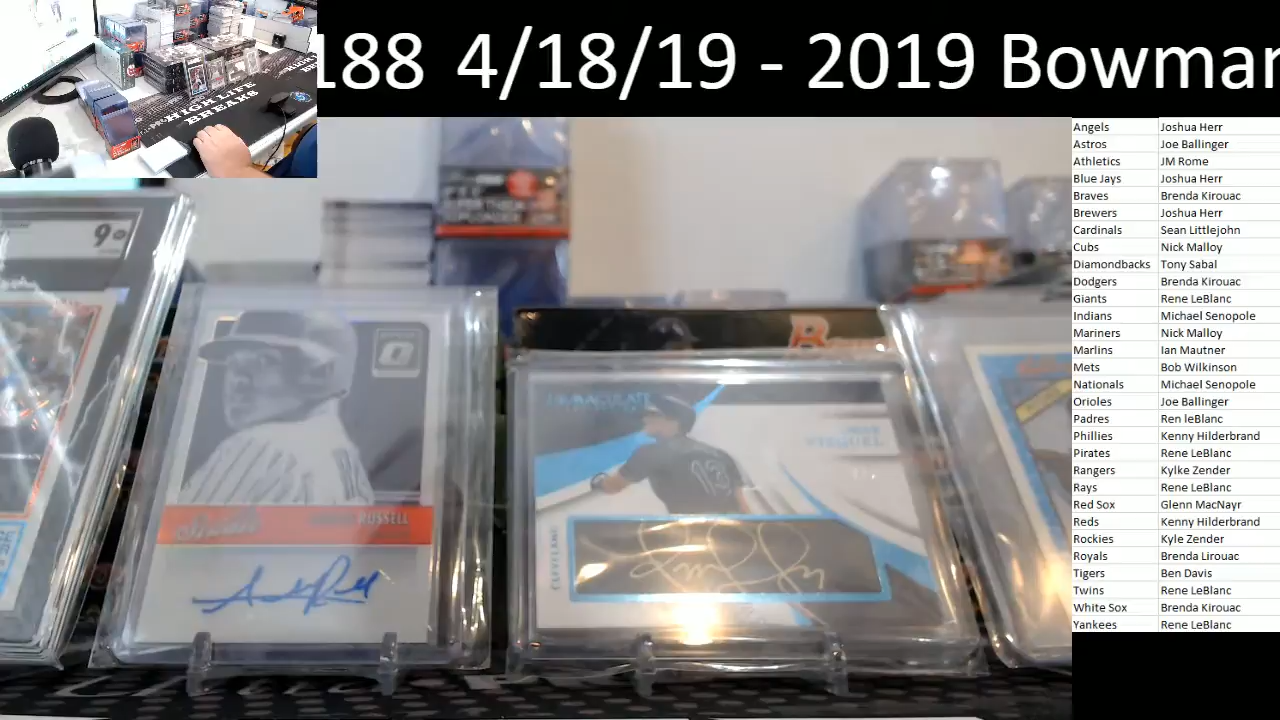 188 4/18/19 - 2019 Bowman
HIGH LIFE
BREAKS
9
IMMACULATE
VIZQUEL
13
CLEVELAND
RUSSELL
Angels Joshua Herr
Astros Joe Ballinger
Athletics JM Rome
Blue Jays Joshua Herr
Braves Brenda Kirouac
Brewers Joshua Herr
Cardinals Sean Littlejohn
Cubs Nick Malloy
Diamondbacks Tony Sabal
Dodgers Brenda Kirouac
Giants Rene LeBlanc
Indians Michael Senopole
Mariners Nick Malloy
Marlins Ian Mautner
Mets Bob Wilkinson
Nationals Michael Senopole
Orioles Joe Ballinger
Padres Ren leBlanc
Phillies Kenny Hilderbrand
Pirates Rene LeBlanc
Rangers Kylke Zender
Rays Rene LeBlanc
Red Sox Glenn MacNayr
Reds Kenny Hilderbrand
Rockies Kyle Zender
Royals Brenda Lirouac
Tigers Ben Davis
Twins Rene LeBlanc
White Sox Brenda Kirouac
Yankees Rene LeBlanc